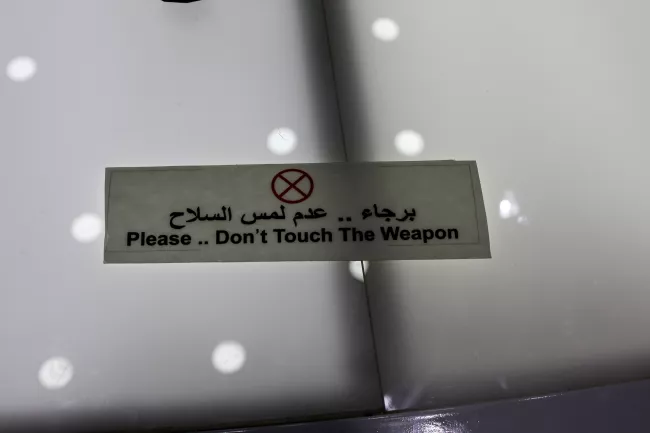 برجاء .. عدم لمس السلاح
Please .. Don't Touch The Weapon